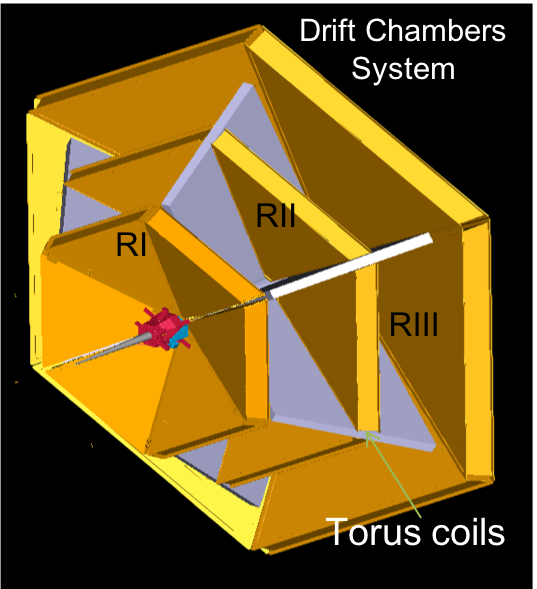 Drift Chambers
System
RI
RII
RIII
Torus coils